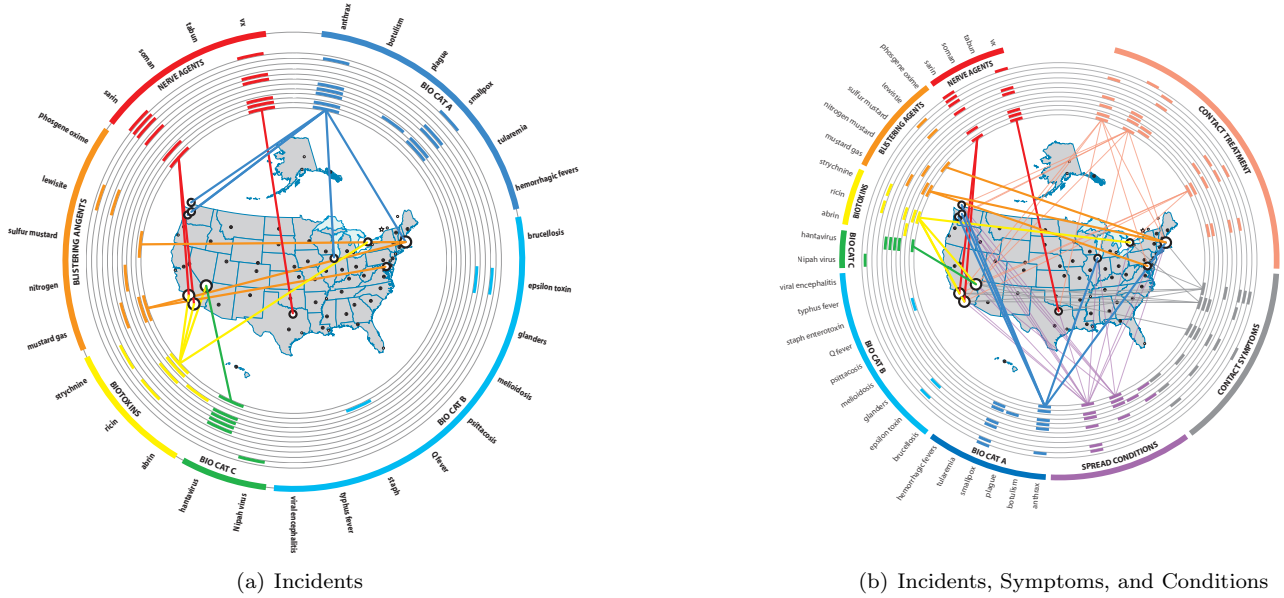 vx
tabun
soman
sarin
NERVE AGENTS
phosgene oxime
lewisite
sulfur mustard
nitrogen
mustard gas
BLISTERING ANGENTS
strychnine
ricin
abrin
BIOTOXINS
hantavirus
Nipah virus
BIO CAT C
viral encephalitis
typhus fever
staph
Q fever
psittacosis
melioidosis
glanders
epsilon toxin
brucellosis
BIO CAT B
hemorrhagic fevers
tularemia
smallpox
plague
botulism
anthrax
BIO CAT A
(a) Incidents
vx
tabun
soman
sarin
NERVE AGENTS
phosgene oxime
lewistie
sulfur mustard
nitrogen mustard
mustard gas
BLISTERING AGENTS
strychnine
ricin
abrin
BIOTOXINS
hantavirus
Nipah virus
BIO CAT C
viral encephalitis
typhus fever
staph enterotoxin
Q fever
psittacosis
melioidosis
glanders
epsilon toxin
brucellosis
BIO CAT B
hemorrhagic fevers
tularemia
smallpox
plague
botulism
anthrax
BIO CAT A
SPREAD CONDITIONS
CONTACT SYMPTOMS
CONTACT TREATMENT
(b) Incidents, Symptoms, and Conditions